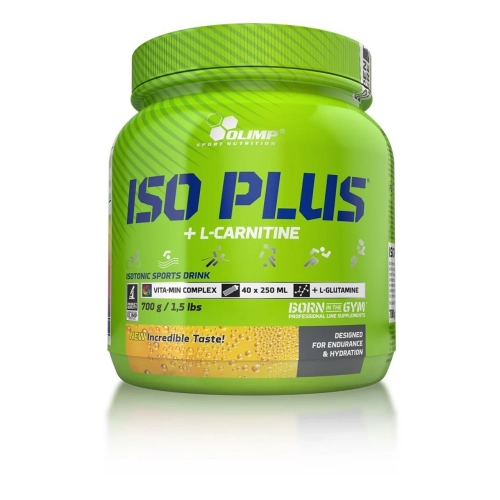 OLIMP
SPORT NUTRITION
ISO PLUS
+ L-CARNITINE
ISOTONIC SPORTS DRINK
VITA-MIN COMPLEX
40 x 250 ML
+ L-GLUTAMINE
700 g / 1,5 lbs
BORN IN THE GYM
PROFESSIONAL LINE SUPPLEMENTS
NEW Incredible Taste!
DESIGNED
FOR ENDURANCE
& HYDRATION